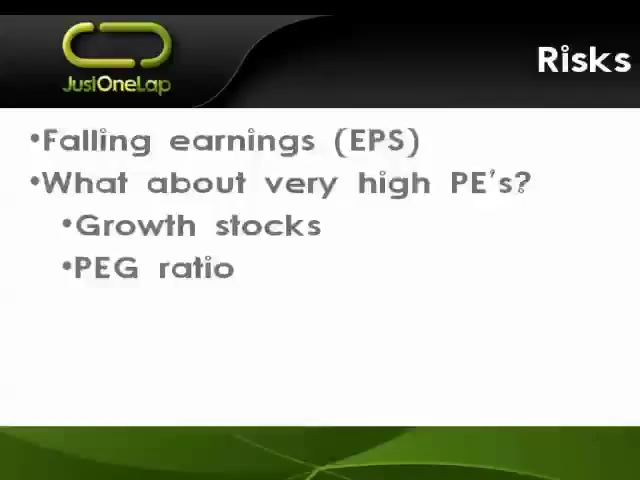 JustOneLap
Risks
•Falling earnings (EPS)
•What about very high PE's?
•Growth stocks
•PEG ratio